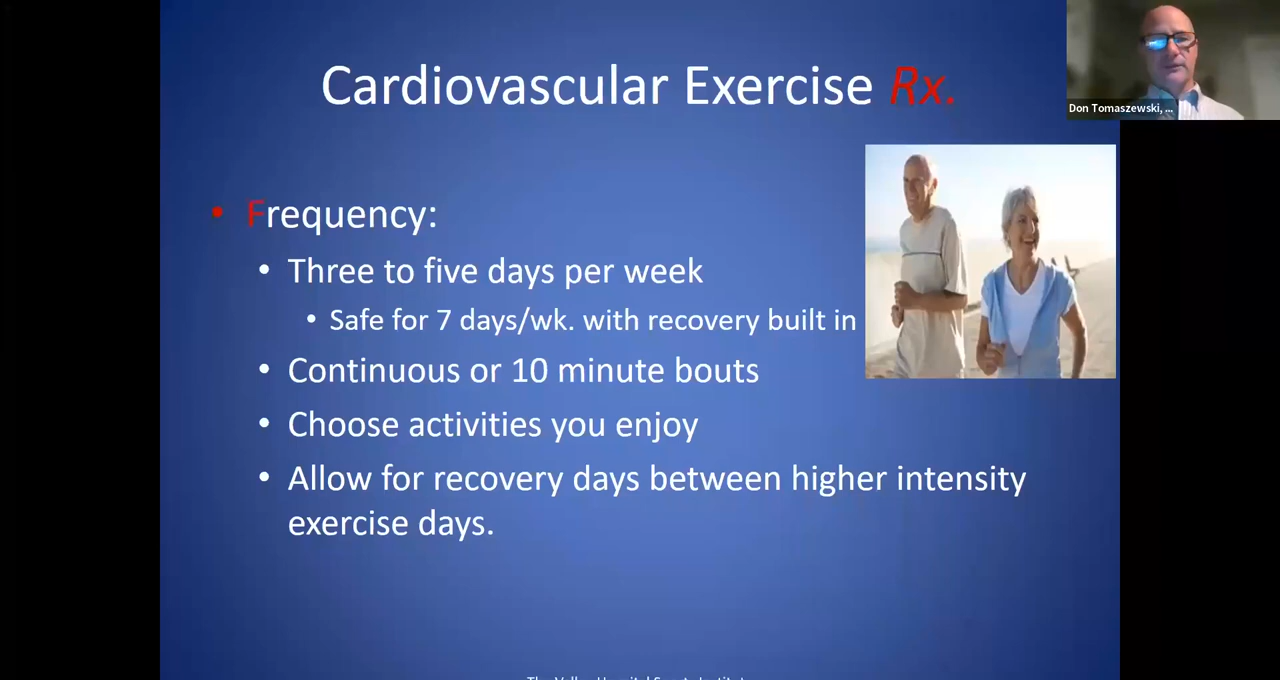 Cardiovascular Exercise Rx.
Don Tomaszewski, ...
• Frequency:
• Three to five days per week
• Safe for 7 days/wk. with recovery built in
• Continuous or 10 minute bouts
• Choose activities you enjoy
• Allow for recovery days between higher intensity
exercise days.